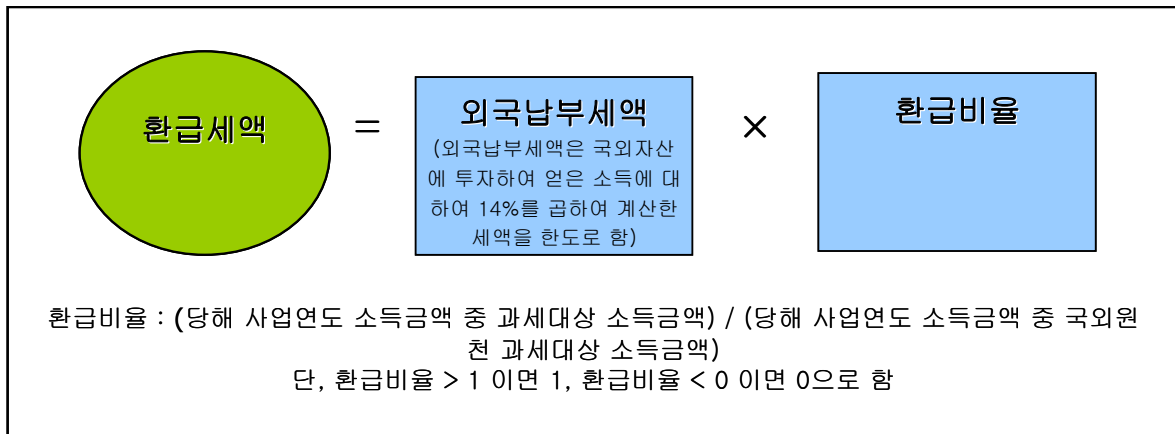 환급세액
=
외국납부세액
(외국납부세액은 국외자산
에 투자하여 얻은 소득에 대
하여 14%를 곱하여 계산한
세액을 한도로 함)
×
환급비율
환급비율 : (당해 사업연도 소득금액 중 과세대상 소득금액) / (당해 사업연도 소득금액 중 국외원
천 과세대상 소득금액)
단, 환급비율 > 1 이면 1, 환급비율 < 0 이면 0으로 함